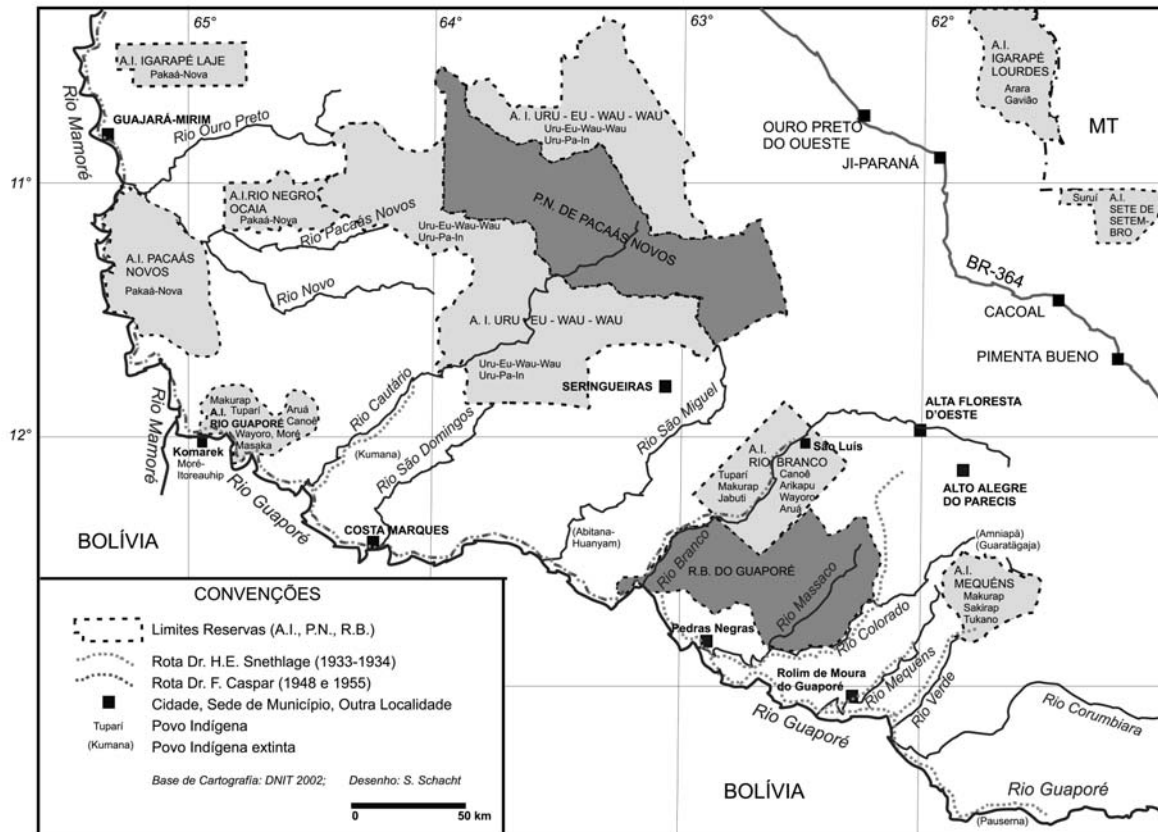 65°
64°
63°
62°
A.I. IGARAPÉ LAJE
Pakaá-Nova
GUAJARÁ-MIRIM
Rio Mamoré
Rio Ouro Preto
A. I. URU - EU - WAU - WAU
Uru-Eu-Wau-Wau
Uru-Pa-In
OURO PRETO
DO OUESTE
JI-PARANÁ
A.I.
IGARAPÉ
LOURDES
Arara
Gavião
MT
11°
A.I.RIO NEGRO
OCAIA
Pakaá-Nova
Rio Pacaás Novos
Uru-Eu-Wau-Wau
Uru-Pa-In
P.N. DE PACAÁS NOVOS
Suruí
A.I.
SETE DE
SETEM-
BRO
A.I. PACAÁS
NOVOS
Pakaá-Nova
Rio Novo
BR-364
CACOAL
PIMENTA BUENO
A. I. URU - EU - WAU - WAU
Uru-Eu-Wau-Wau
Uru-Pa-In
SERINGUEIRAS
Rio Mamoré
Makurap
A.I. Tuparí
RIO GUAPORÉ
Wayoro, Moré
Masaka
Aruá
Canoê
Rio Cautário
(Kumana)
Rio São Domingos
Rio São Miguel
12°
12°
Komarek
Moré-
Itoreauhip
Rio Guaporé
ALTA FLORESTA
D'OESTE
São Luis
A.I.
RIO BRANCO
Tuparí
Makurap
Jabuti
Canoê
Arikapu
Wayoro
Aruá
ALTO ALEGRE
DO PARECIS
BOLÍVIA
COSTA MARQUES
(Abitana-
Huanyam)
Rio Branco
R.B. DO GUAPORÉ
Rio Massaco
(Amniapá)
(Guaratägaja)
A.I.
MEQUÉNS
Makurap
Sakirap
Tukano
Pedras Negras
Rio Colorado
Rolim de Moura
do Guaporé
Rio Mequéns
Rio Verde
Rio Guaporé
Rio Corumbiara
BOLÍVIA
Rio Guaporé
(Pauserna)
CONVENÇÕES
Limites Reservas (A.I., P.N., R.B.)
Rota Dr. H.E. Snethlage (1933-1934)
Rota Dr. F. Caspar (1948 e 1955)
Cidade, Sede de Município, Outra Localidade
Tuparí Povo Indígena
(Kumana) Povo Indígena extinta
Base de Cartografía: DNIT 2002; Desenho: S. Schacht
0 50 km